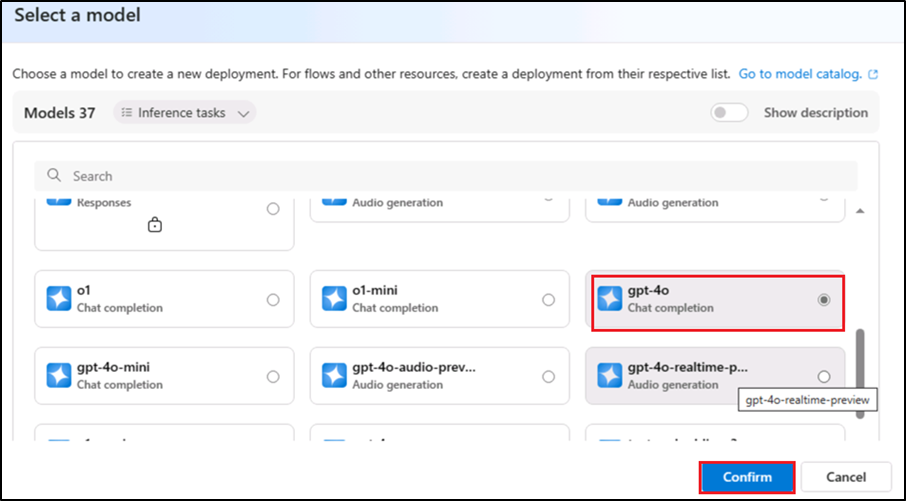 Select a model
Choose a model to create a new deployment. For flows and other resources, create a deployment from their respective list. Go to model catalog.
Models 37 Inference tasks Show description
Search
Responses Audio generation Audio generation
o1 o1-mini gpt-4o
Chat completion Chat completion Chat completion
gpt-4o-mini gpt-4o-audio-prev... gpt-4o-realtime-p...
Chat completion Audio generation Audio generation
gpt-4o-realtime-preview
Confirm Cancel